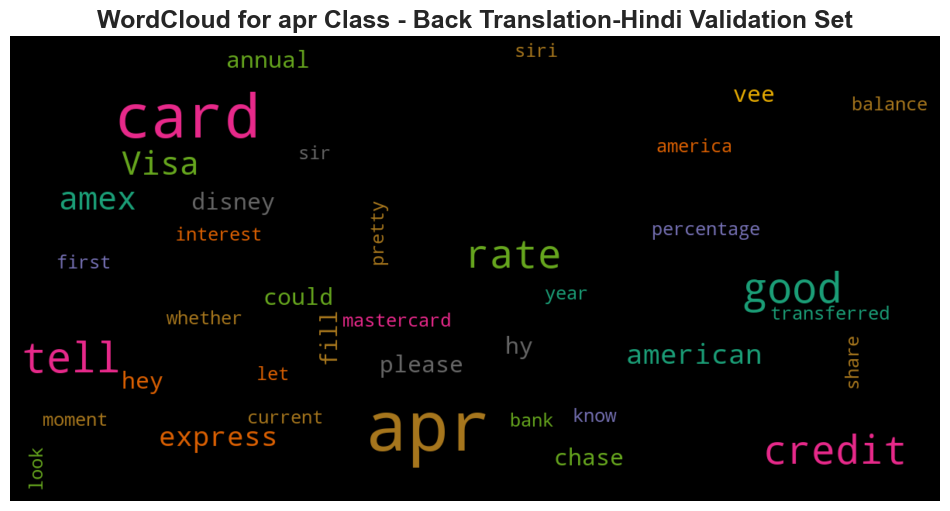 WordCloud for apr Class - Back Translation-Hindi Validation Set
annual
siri
vee
balance
card
america
sir
Visa
amex
disney
pretty
interest
percentage
first
rate
good
could
year
transferred
whether
fill
mastercard
hy
american
share
tell
please
hey
let
moment
current
apr
bank
know
express
credit
chase
look